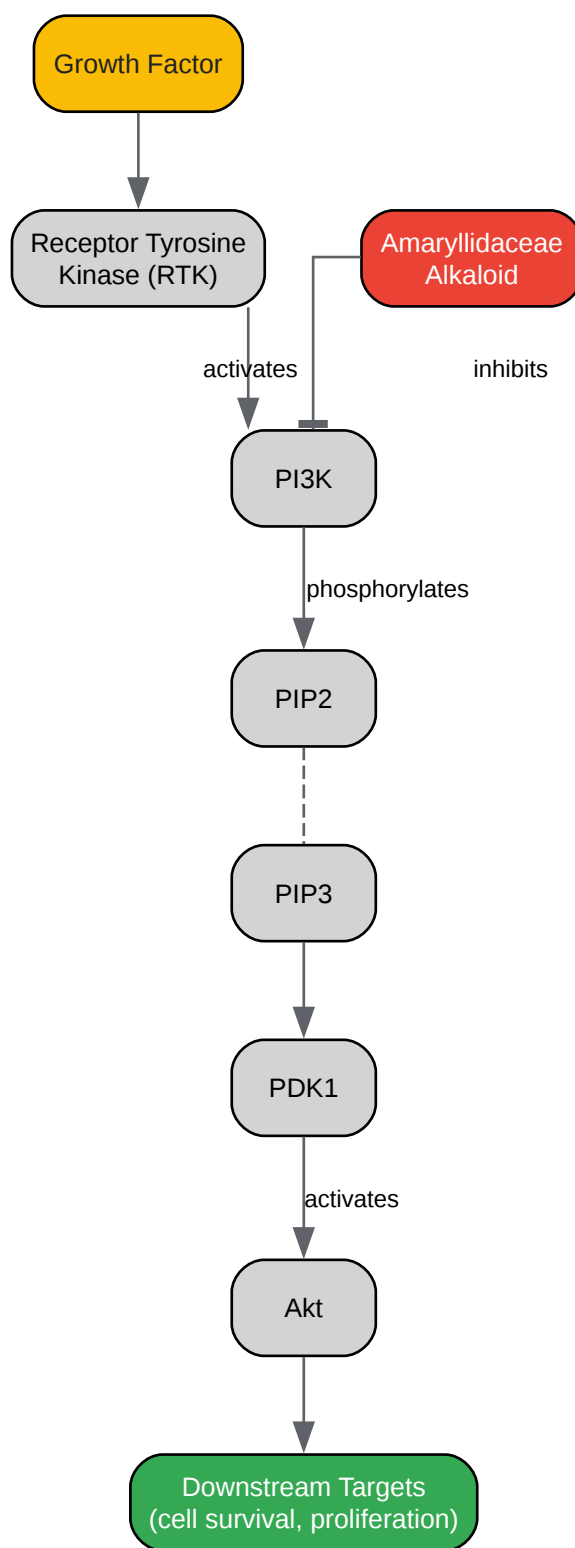 Growth Factor
Receptor Tyrosine
Kinase (RTK)
Amaryllidaceae
Alkaloid
activates
inhibits
PI3K
phosphorylates
PIP2
PIP3
PDK1
activates
Akt
Downstream Targets
(cell survival, proliferation)